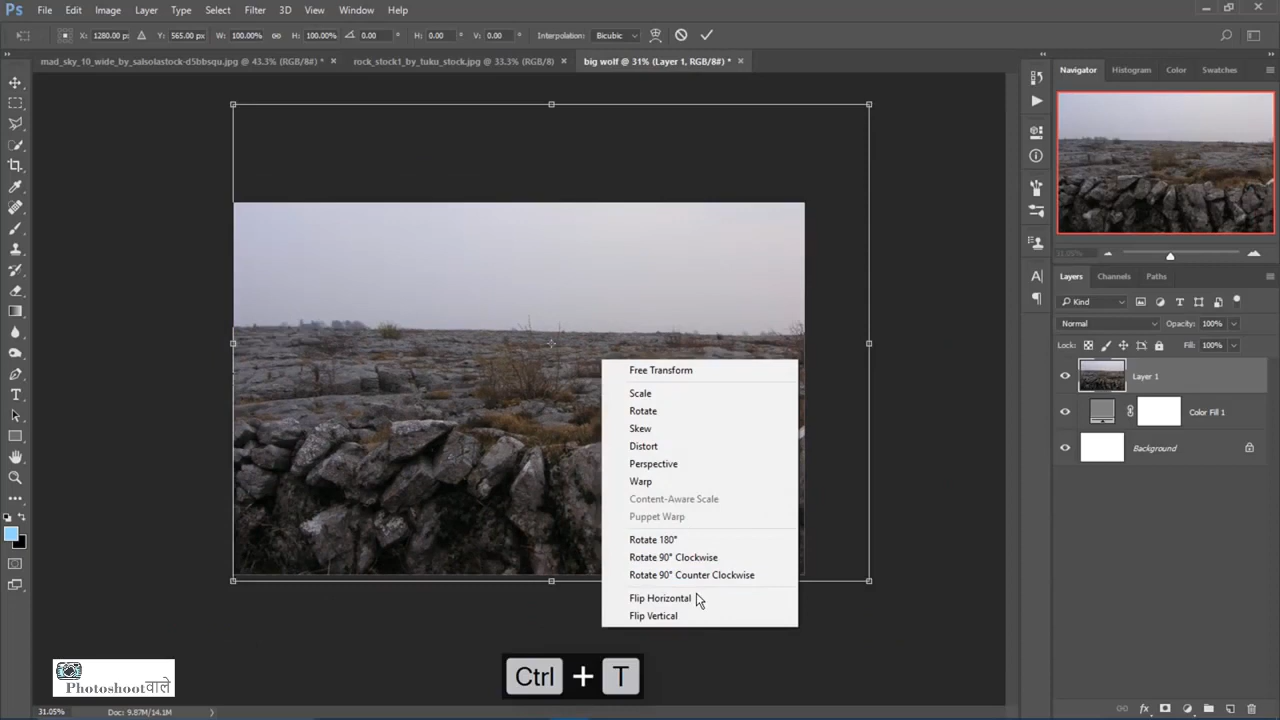 Ps File Edit Image Layer Type Select Filter 3D View Window Help
X: 1280.00 px Y: 565.00 px W: 100.00% H: 100.00% 0.00 ° H: 0.00 ° V: 0.00 ° Interpolation: Bicubic
mad_sky_10_wide_by_salsolastock-d5bbsqu.jpg @ 43.3% (RGB/8#) * × rock_stock1_by_tuku_stock.jpg @ 33.3% (RGB/8) × big wolf @ 31% (Layer 1, RGB/8#) * ×
Navigator Histogram Color Swatches
Layers Channels Paths
Kind
Normal Opacity: 100%
Lock: Fill: 100%
Layer 1
Color Fill 1
Background
Free Transform
Scale
Rotate
Skew
Distort
Perspective
Warp
Content-Aware Scale
Puppet Warp
Rotate 180°
Rotate 90° Clockwise
Rotate 90° Counter Clockwise
Flip Horizontal
Flip Vertical
Photoshootवाले
Ctrl + T
31.05% Doc: 9.87M/14.1M